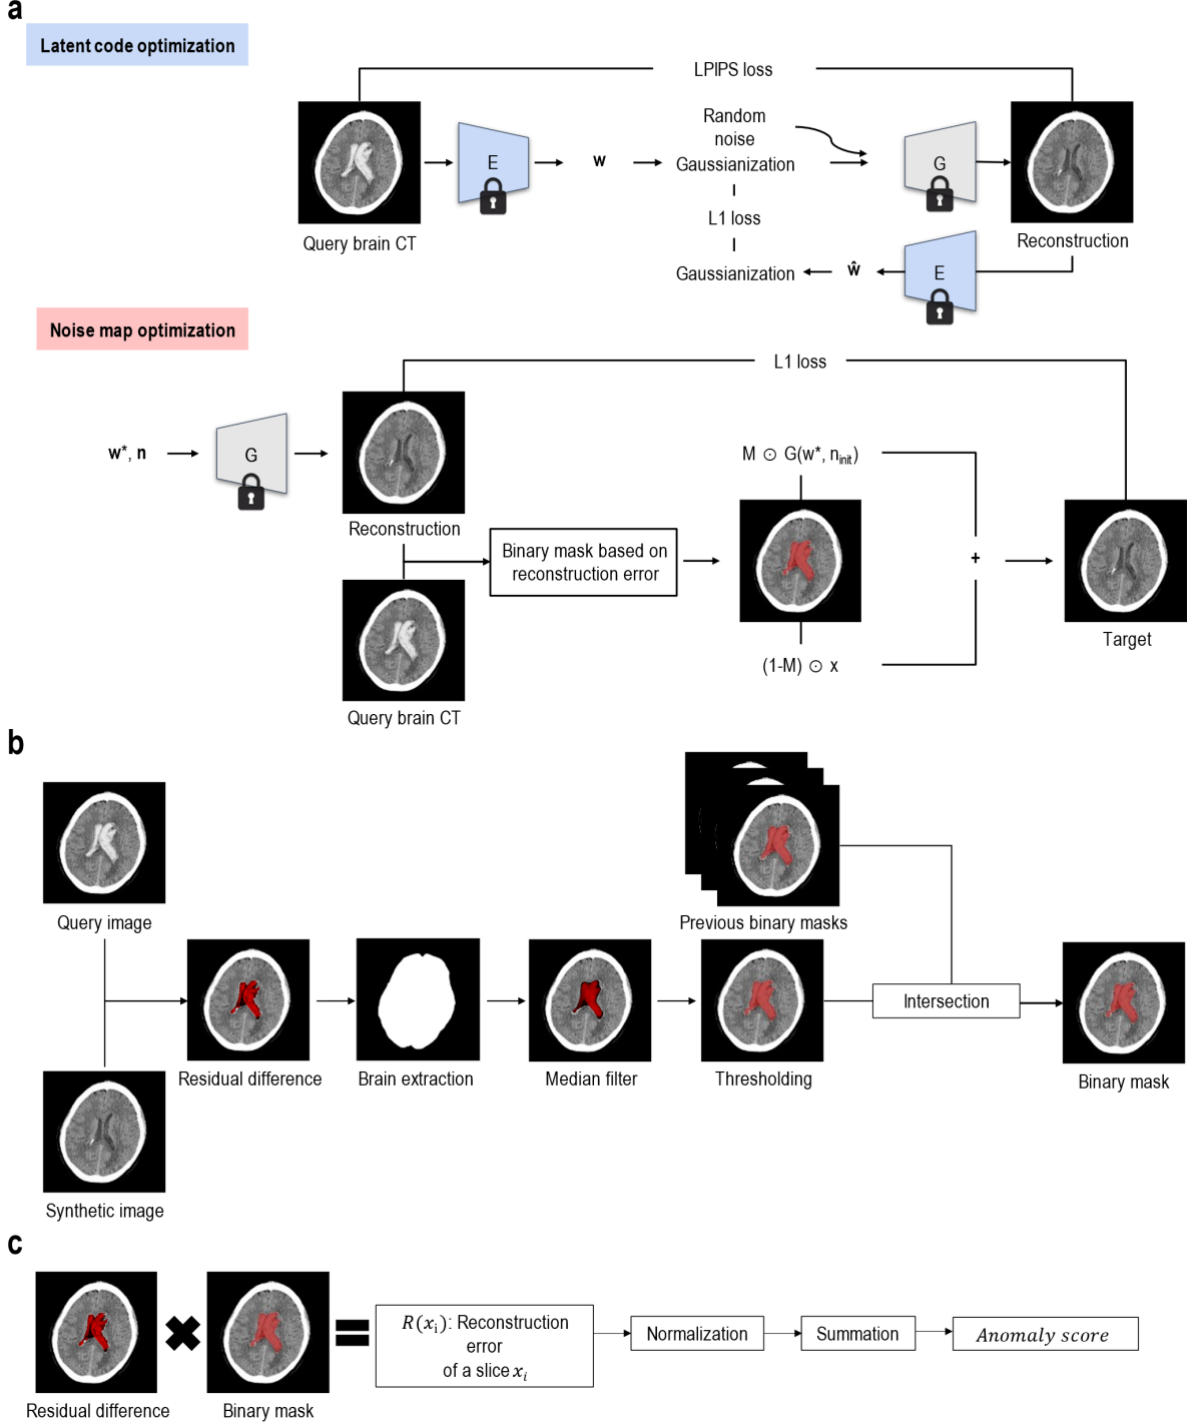 a
Latent code optimization
LPIPS loss
Random
noise
E
w
Gaussianization
G
L1 loss
Query brain CT
Reconstruction
Gaussianization
ŵ
E
Noise map optimization
L1 loss
w*, n
G
M ⊙ G(w*, n_init)
Reconstruction
Binary mask based on
reconstruction error
+
Target
(1-M) ⊙ x
Query brain CT
b
Query image
Previous binary masks
Intersection
Residual difference
Brain extraction
Median filter
Thresholding
Binary mask
Synthetic image
c
R(x_i): Reconstruction
error
of a slice x_i
Normalization
Summation
Anomaly score
Residual difference
Binary mask